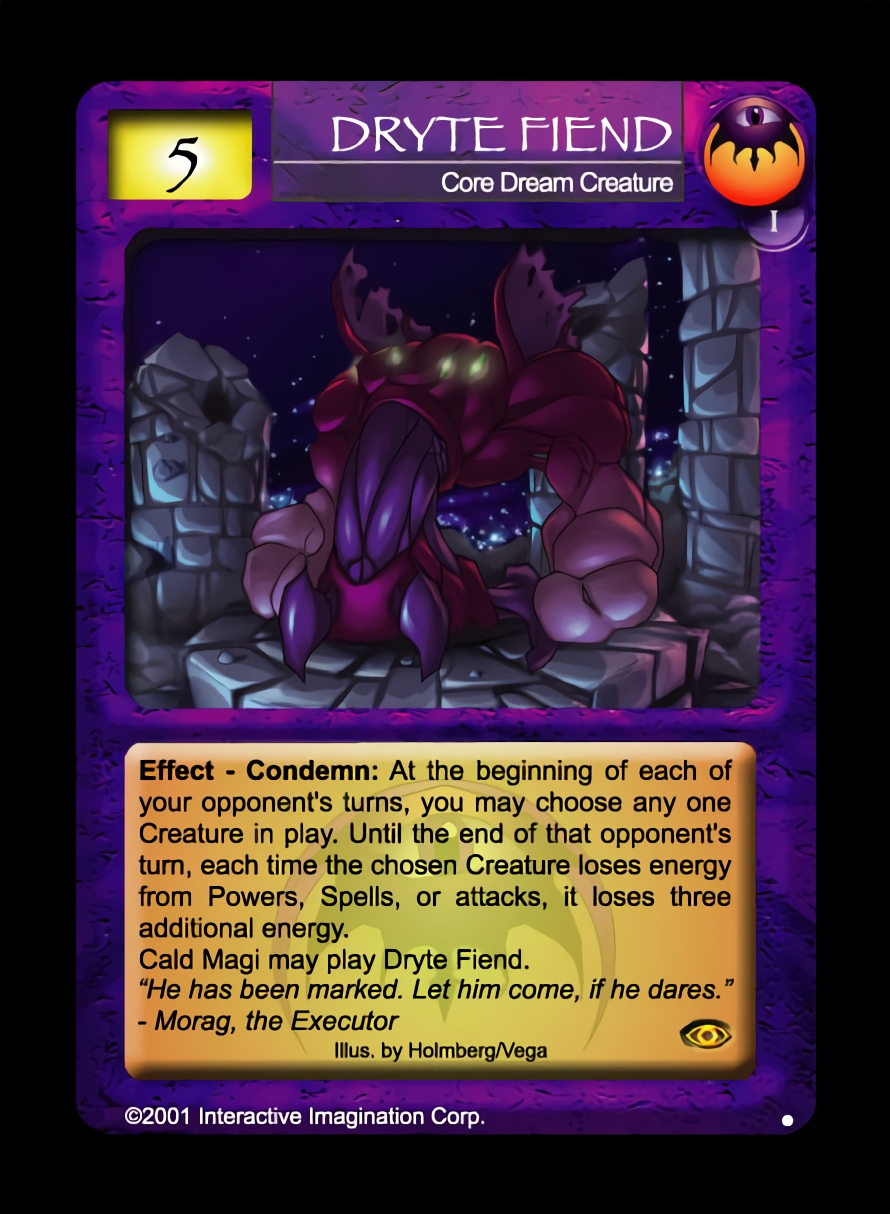 5
DRYTE FIEND
Core Dream Creature
I
Effect - Condemn: At the beginning of each of
your opponent's turns, you may choose any one
Creature in play. Until the end of that opponent's
turn, each time the chosen Creature loses energy
from Powers, Spells, or attacks, it loses three
additional energy.
Cald Magi may play Dryte Fiend.
“He has been marked. Let him come, if he dares.”
- Morag, the Executor
Illus. by Holmberg/Vega
©2001 Interactive Imagination Corp.